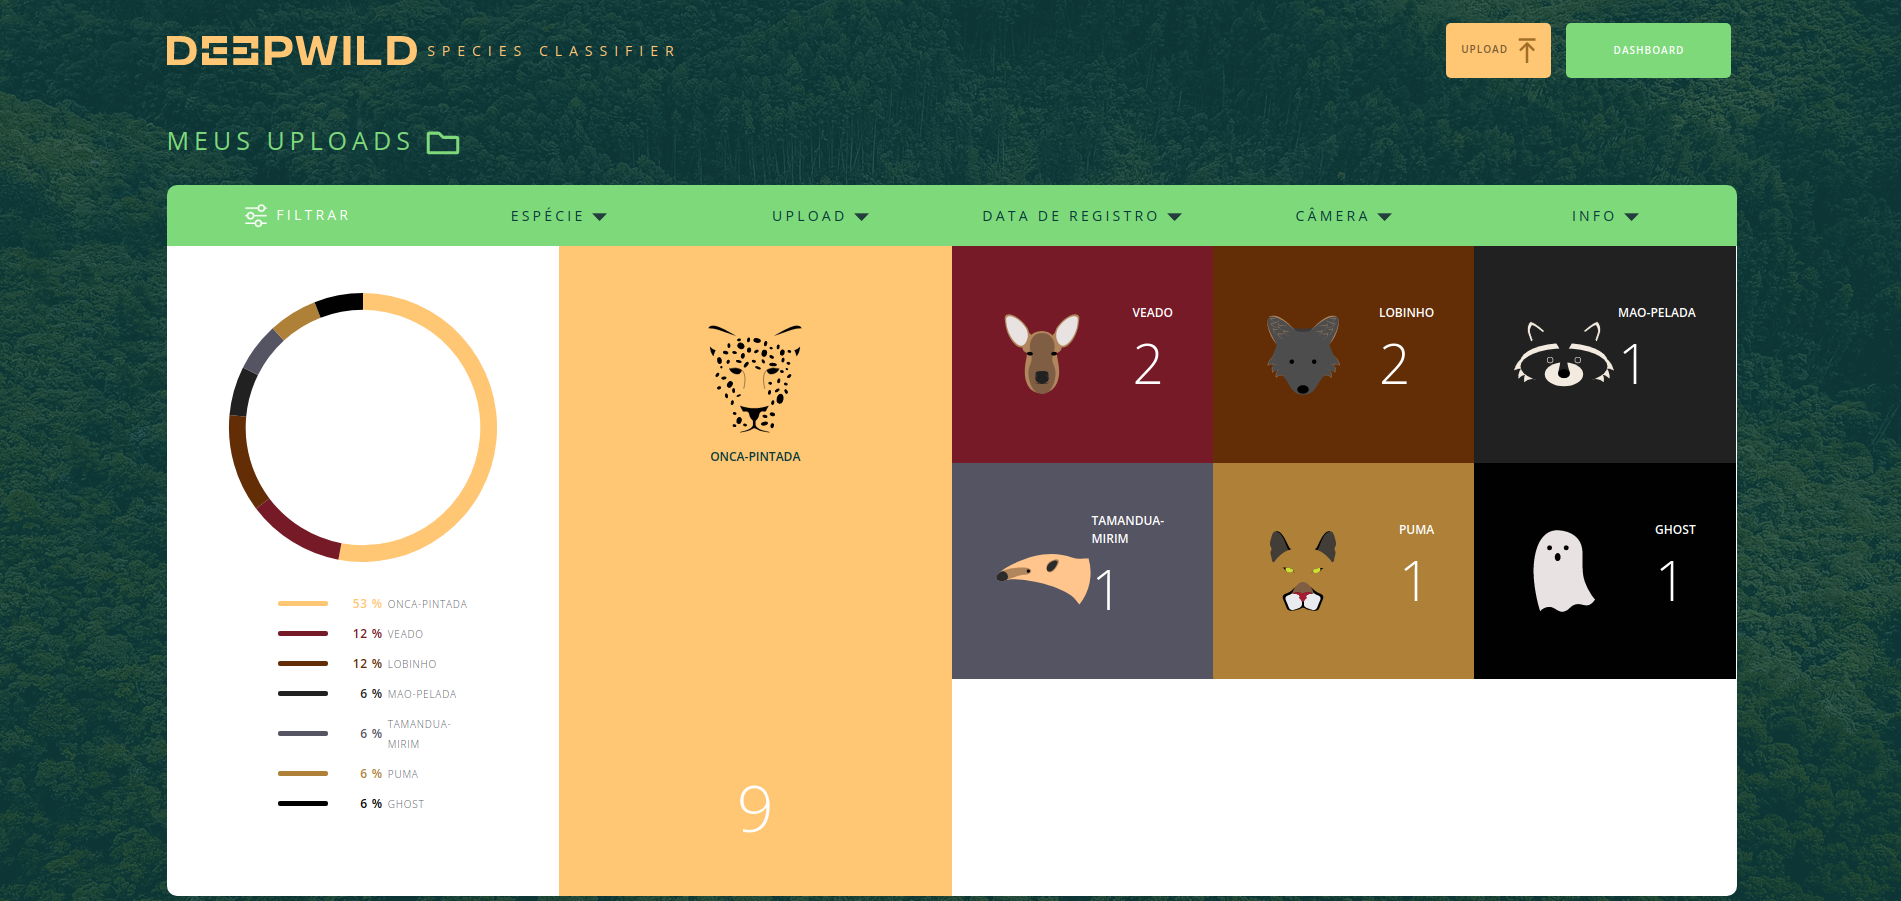 DEEPWILD SPECIES CLASSIFIER
UPLOAD
DASHBOARD
MEUS UPLOADS
FILTRAR
ESPÉCIE
UPLOAD
DATA DE REGISTRO
CÂMERA
INFO
53 % ONCA-PINTADA
12 % VEADO
12 % LOBINHO
6 % MAO-PELADA
6 % TAMANDUA-
MIRIM
6 % PUMA
6 % GHOST
ONCA-PINTADA
9
VEADO
2
LOBINHO
2
MAO-PELADA
1
TAMANDUA-
MIRIM
1
PUMA
1
GHOST
1